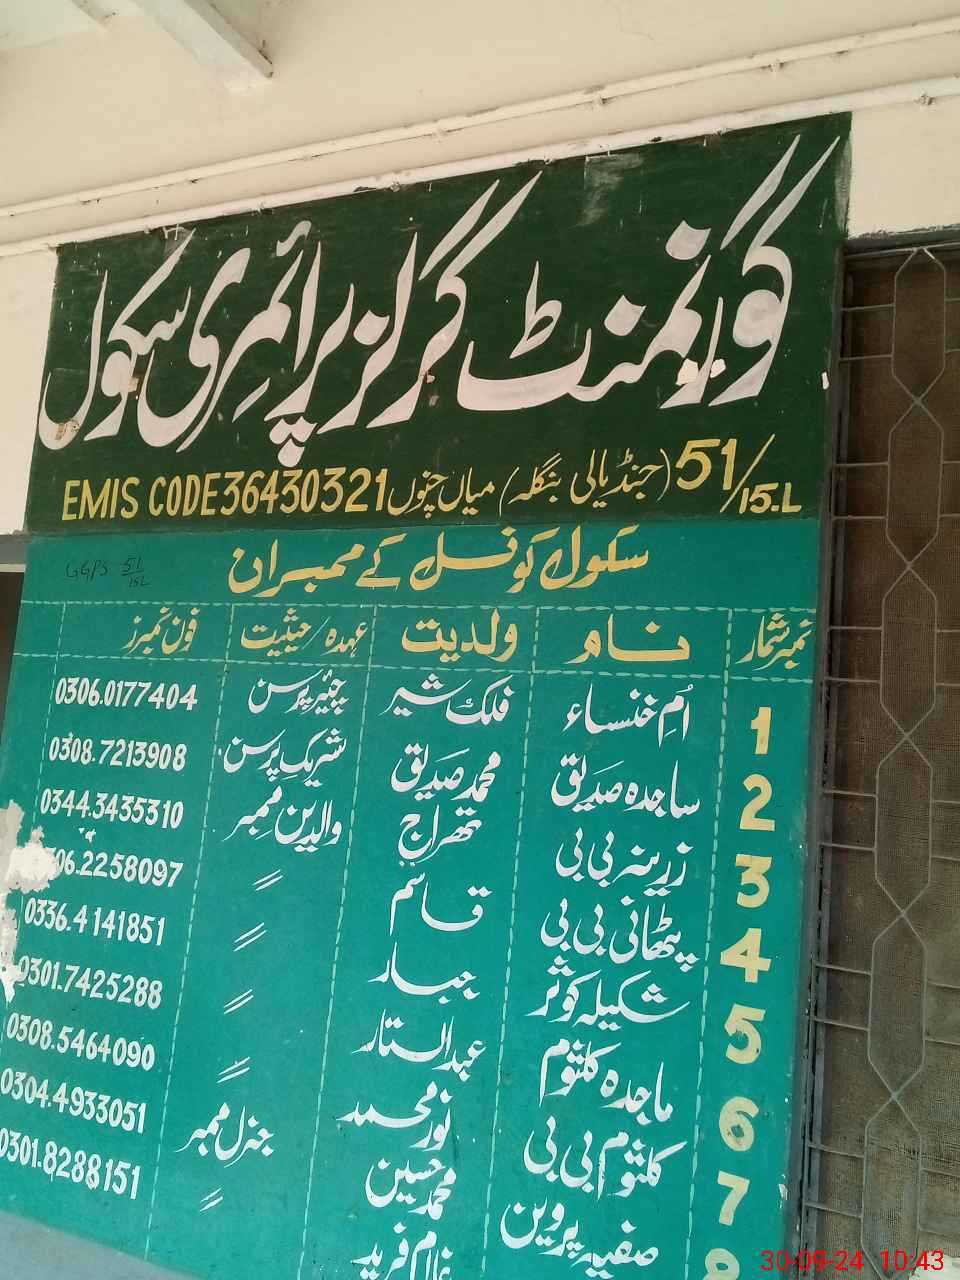 گورنمنٹ گرلز پرائمری سکول
51/15.L (جنڈیالی بنگلہ) میاں چنوں EMIS CODE 36430321
سکول کونسل کے ممبران
GGPS 51/15L
نمبر شمار نام ولدیت عہدہ/حیثیت فون نمبرز
1 اُمِ خنساء فلک شیر چیئرپرسن 0306.0177404
2 ساجدہ صدیق محمد صدیق شریک پرسن 0308.7213908
3 زرینہ بی بی تھراج والدین ممبر 0344.3435310
4 پٹھانی بی بی قاسم 〃 06.2258097
5 شکیلہ کوثر جبار 〃 0336.4141851
6 ماجدہ کلثوم عبدالستار 〃 0301.7425288
7 کلثوم بی بی نور محمد 〃 0308.5464090
8 صفیہ پروین محمد حسین جنرل ممبر 0304.4933051
غلام فرید 〃 0301.8288151
30-09-24 10:43